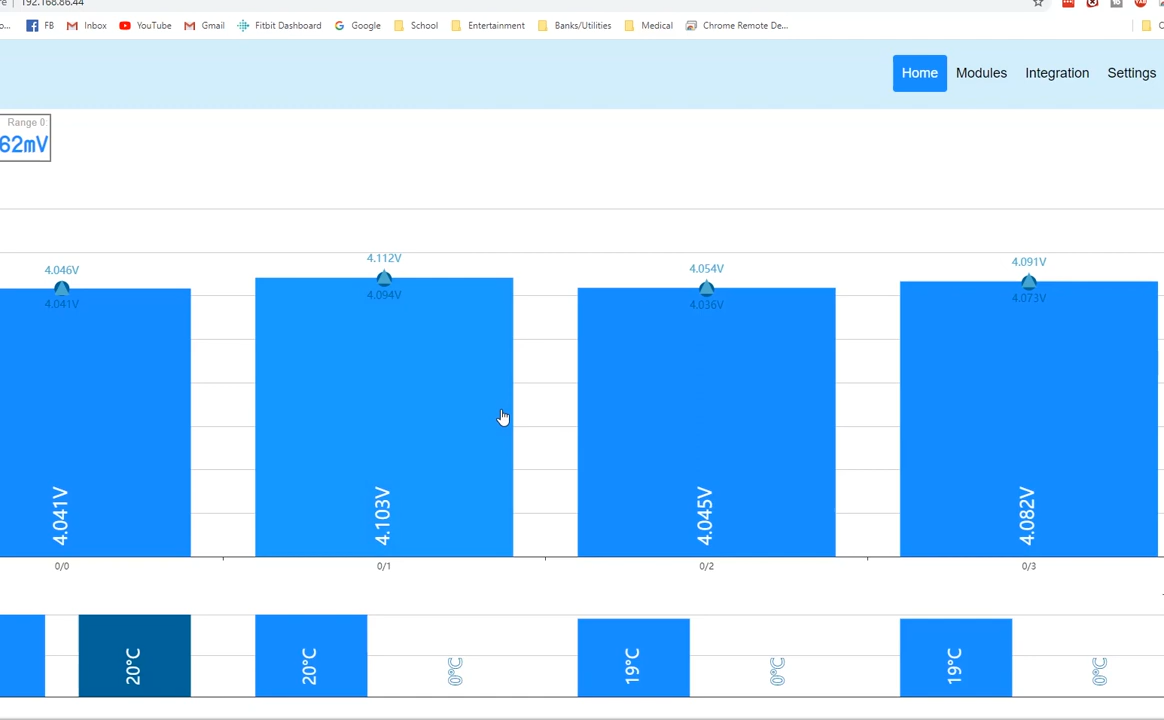 192.168.86.44
FB Inbox YouTube Gmail Fitbit Dashboard Google School Entertainment Banks/Utilities Medical Chrome Remote De...
Home Modules Integration Settings
Range 0:
62mV
4.046V 4.112V 4.054V 4.091V
4.041V 4.094V 4.036V 4.073V
4.041V 4.103V 4.045V 4.082V
0/0 0/1 0/2 0/3
20°C 20°C 0°C 19°C 0°C 19°C 0°C